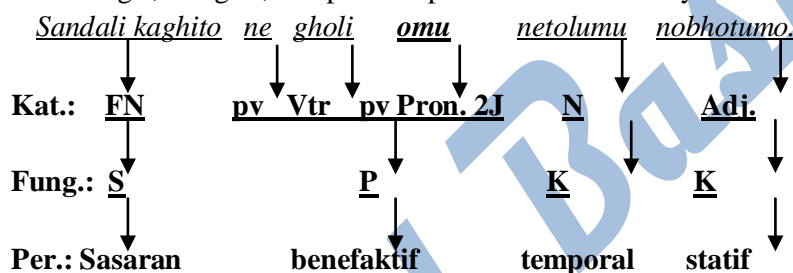 Sandali kaghito ne gholi omu netolumu nobhotumo.
Kat.: FN pv Vtr pv Pron. 2J N Adj.
Fung.: S P K K
Per.: Sasaran benefaktif temporal statif